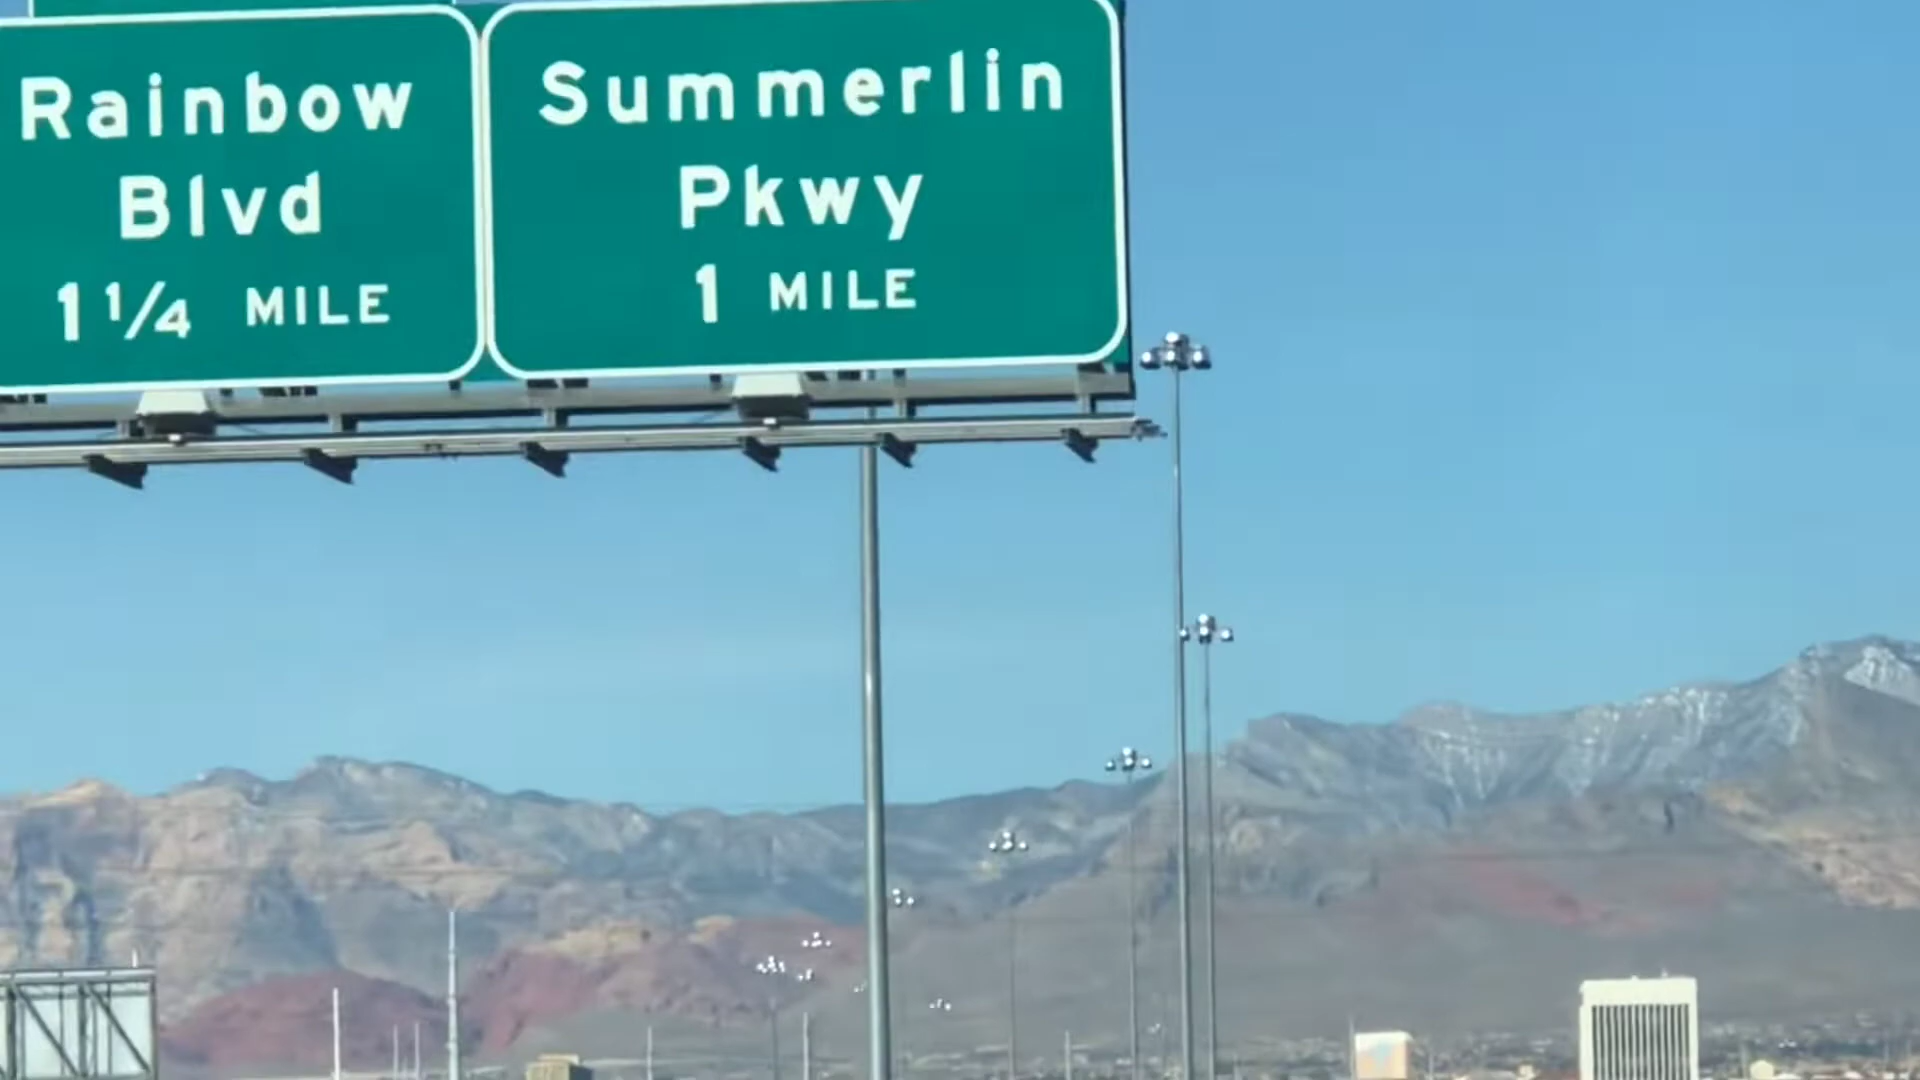 Rainbow
Blvd
1 1/4 MILE
Summerlin
Pkwy
1 MILE